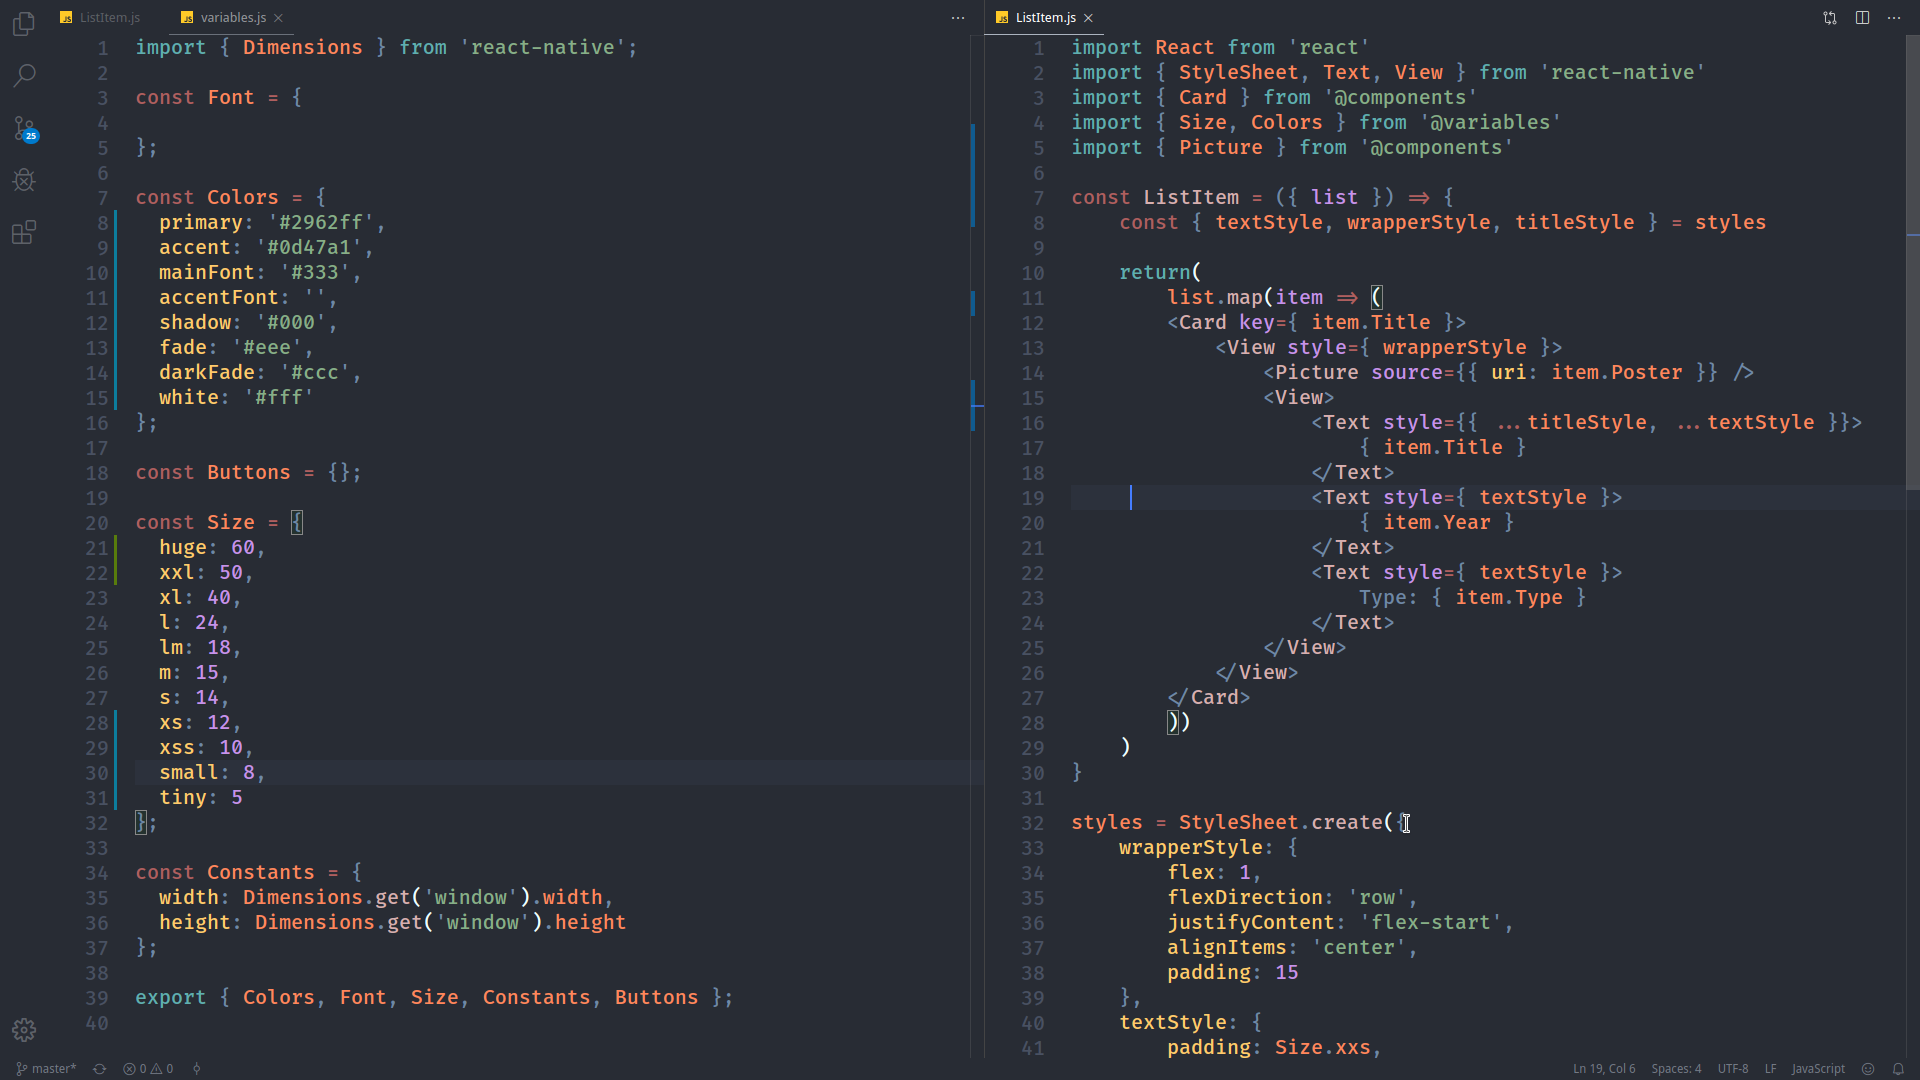 ListItem.js
variables.js
1 import { Dimensions } from 'react-native';
2
3 const Font = {
4
5 };
6
7 const Colors = {
8   primary: '#2962ff',
9   accent: '#0d47a1',
10   mainFont: '#333',
11   accentFont: '',
12   shadow: '#000',
13   fade: '#eee',
14   darkFade: '#ccc',
15   white: '#fff'
16 };
17
18 const Buttons = {};
19
20 const Size = {
21   huge: 60,
22   xxl: 50,
23   xl: 40,
24   l: 24,
25   lm: 18,
26   m: 15,
27   s: 14,
28   xs: 12,
29   xss: 10,
30   small: 8,
31   tiny: 5
32 };
33
34 const Constants = {
35   width: Dimensions.get('window').width,
36   height: Dimensions.get('window').height
37 };
38
39 export { Colors, Font, Size, Constants, Buttons };
40
25
ListItem.js
1 import React from 'react'
2 import { StyleSheet, Text, View } from 'react-native'
3 import { Card } from '@components'
4 import { Size, Colors } from '@variables'
5 import { Picture } from '@components'
6
7 const ListItem = ({ list }) => {
8     const { textStyle, wrapperStyle, titleStyle } = styles
9
10     return(
11         list.map(item => (
12         <Card key={ item.Title }>
13             <View style={ wrapperStyle }>
14                 <Picture source={{ uri: item.Poster }} />
15                 <View>
16                     <Text style={{ ...titleStyle, ...textStyle }}>
17                         { item.Title }
18                     </Text>
19                     <Text style={ textStyle }>
20                         { item.Year }
21                     </Text>
22                     <Text style={ textStyle }>
23                         Type: { item.Type }
24                     </Text>
25                 </View>
26             </View>
27         </Card>
28         ))
29     )
30 }
31
32 styles = StyleSheet.create({
33     wrapperStyle: {
34         flex: 1,
35         flexDirection: 'row',
36         justifyContent: 'flex-start',
37         alignItems: 'center',
38         padding: 15
39     },
40     textStyle: {
41         padding: Size.xxs,
master* 0 0 Ln 19, Col 6 Spaces: 4 UTF-8 LF JavaScript